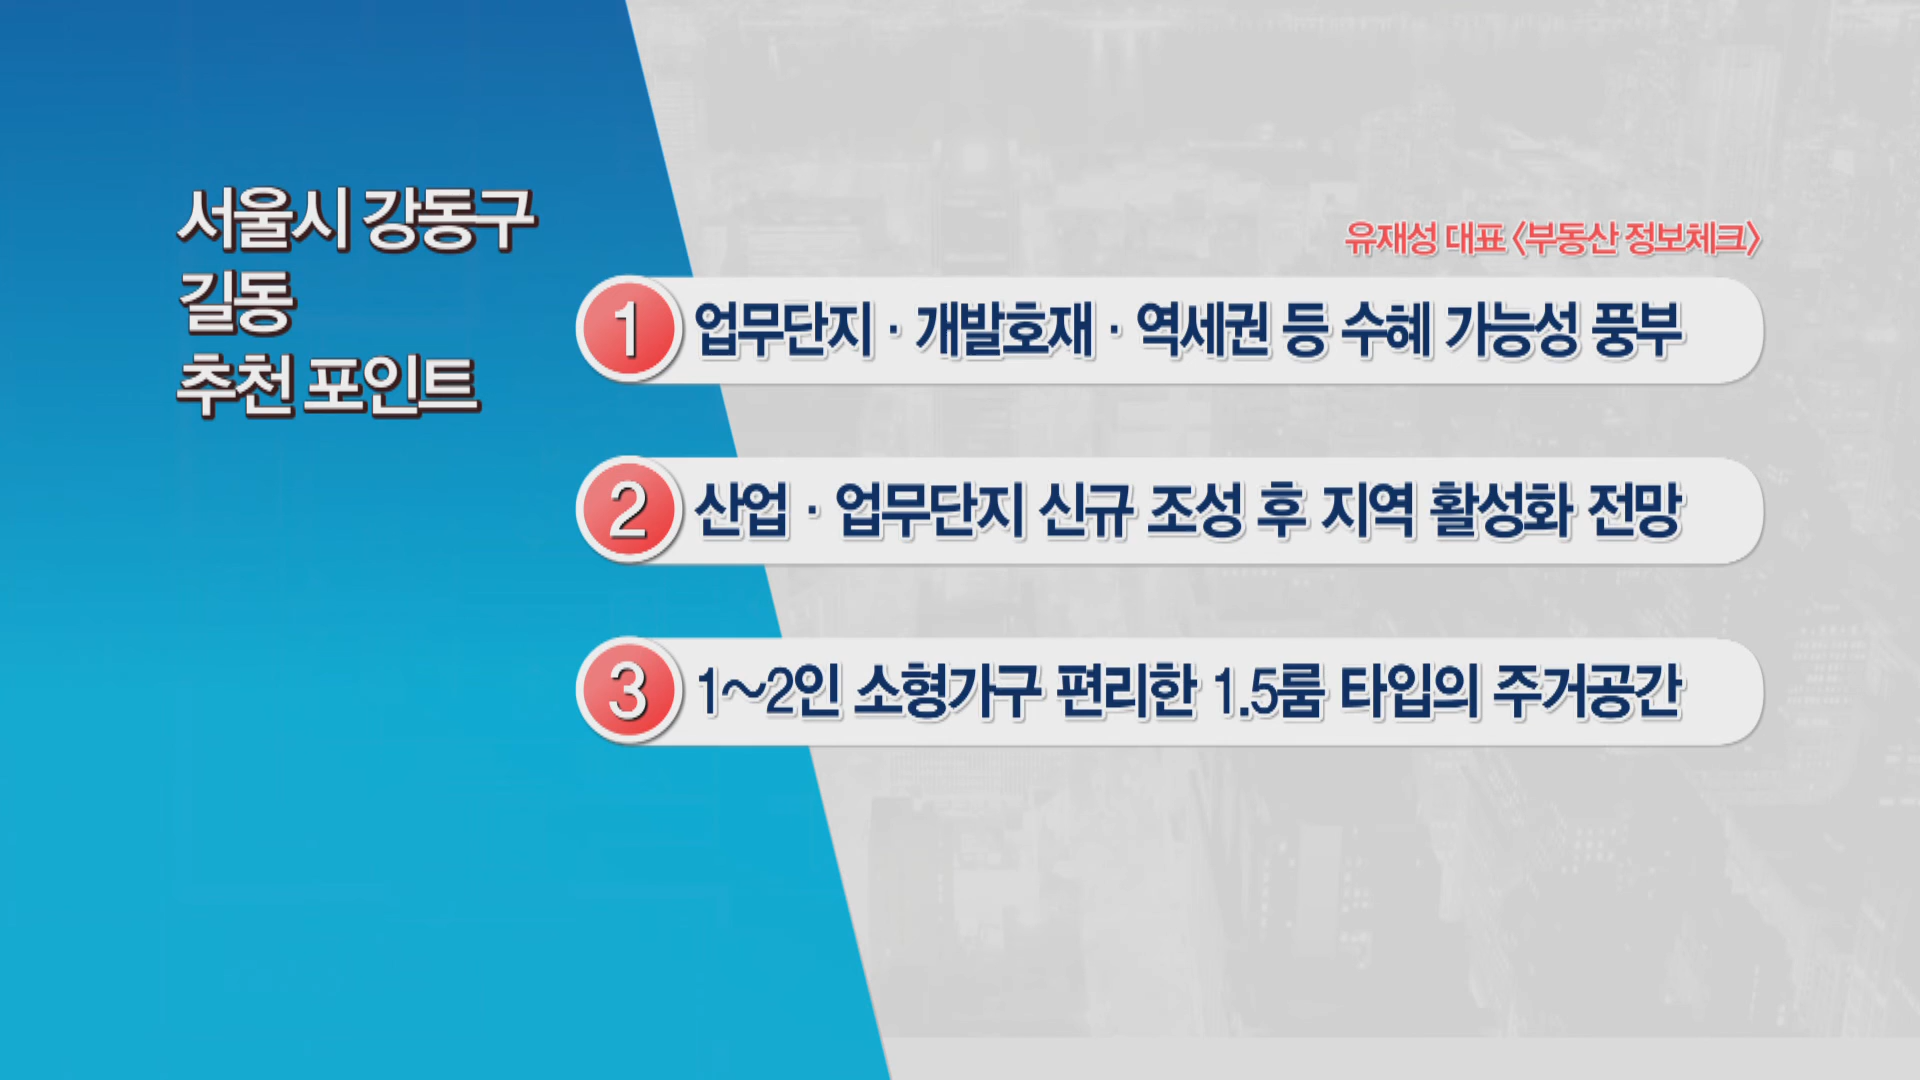 서울시 강동구
길동
추천 포인트
유재성 대표 <부동산 정보체크>
1 업무단지 · 개발호재 · 역세권 등 수혜 가능성 풍부
2 산업 · 업무단지 신규 조성 후 지역 활성화 전망
3 1~2인 소형가구 편리한 1.5룸 타입의 주거공간